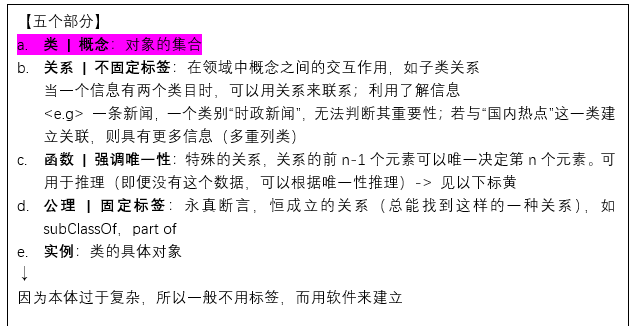 【五个部分】
a. 类 | 概念：对象的集合
b. 关系 | 不固定标签：在领域中概念之间的交互作用，如子类关系
当一个信息有两个类目时，可以用关系来联系；利用了解信息
<e.g> 一条新闻，一个类别“时政新闻”，无法判断其重要性；若与“国内热点”这一类建
立关联，则具有更多信息（多重列类）
c. 函数 | 强调唯一性：特殊的关系，关系的前 n-1 个元素可以唯一决定第 n 个元素。可
用于推理（即便没有这个数据，可以根据唯一性推理）-> 见以下标黄
d. 公理 | 固定标签：永真断言，恒成立的关系（总能找到这样的一种关系），如
subClassOf，part of
e. 实例：类的具体对象
↓
因为本体过于复杂，所以一般不用标签，而用软件来建立